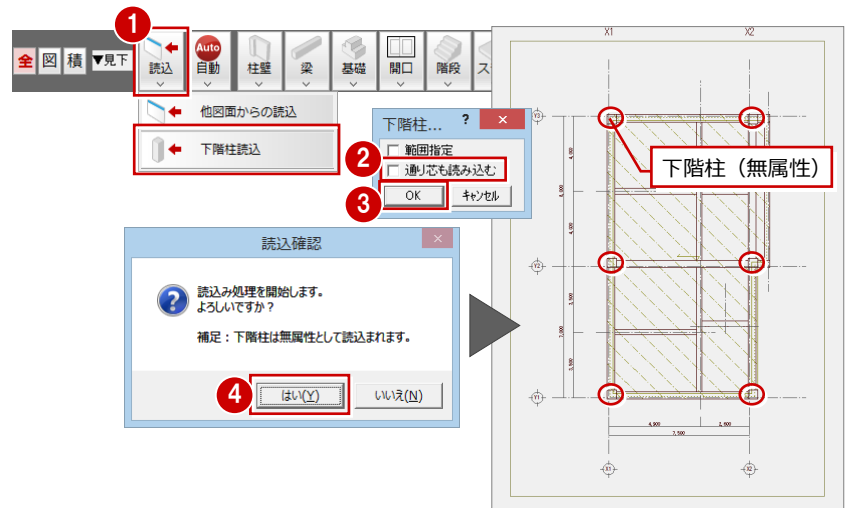 1
全 図 積 ▼見下
読込
Auto
自動
柱壁
梁
基礎
開口
階段
他図面からの読込
下階柱読込
下階柱... ? ×
2
範囲指定
通り芯も読み込む
3
OK
キャンセル
読込確認
×
読込み処理を開始します。
よろしいですか？
補足：下階柱は無属性として読込まれます。
4
はい(Y)
いいえ(N)
X1
X2
Y3
下階柱（無属性）
Y2
Y1
4,900
2,600
7,500
X1
X2